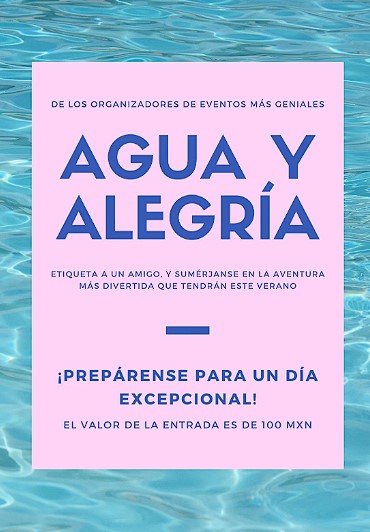 DE LOS ORGANIZADORES DE EVENTOS MÁS GENIALES
AGUA Y
ALEGRÍA
ETIQUETA A UN AMIGO, Y SUMÉRJANSE EN LA AVENTURA
MÁS DIVERTIDA QUE TENDRÁN ESTE VERANO
¡PREPÁRENSE PARA UN DÍA
EXCEPCIONAL!
EL VALOR DE LA ENTRADA ES DE 100 MXN